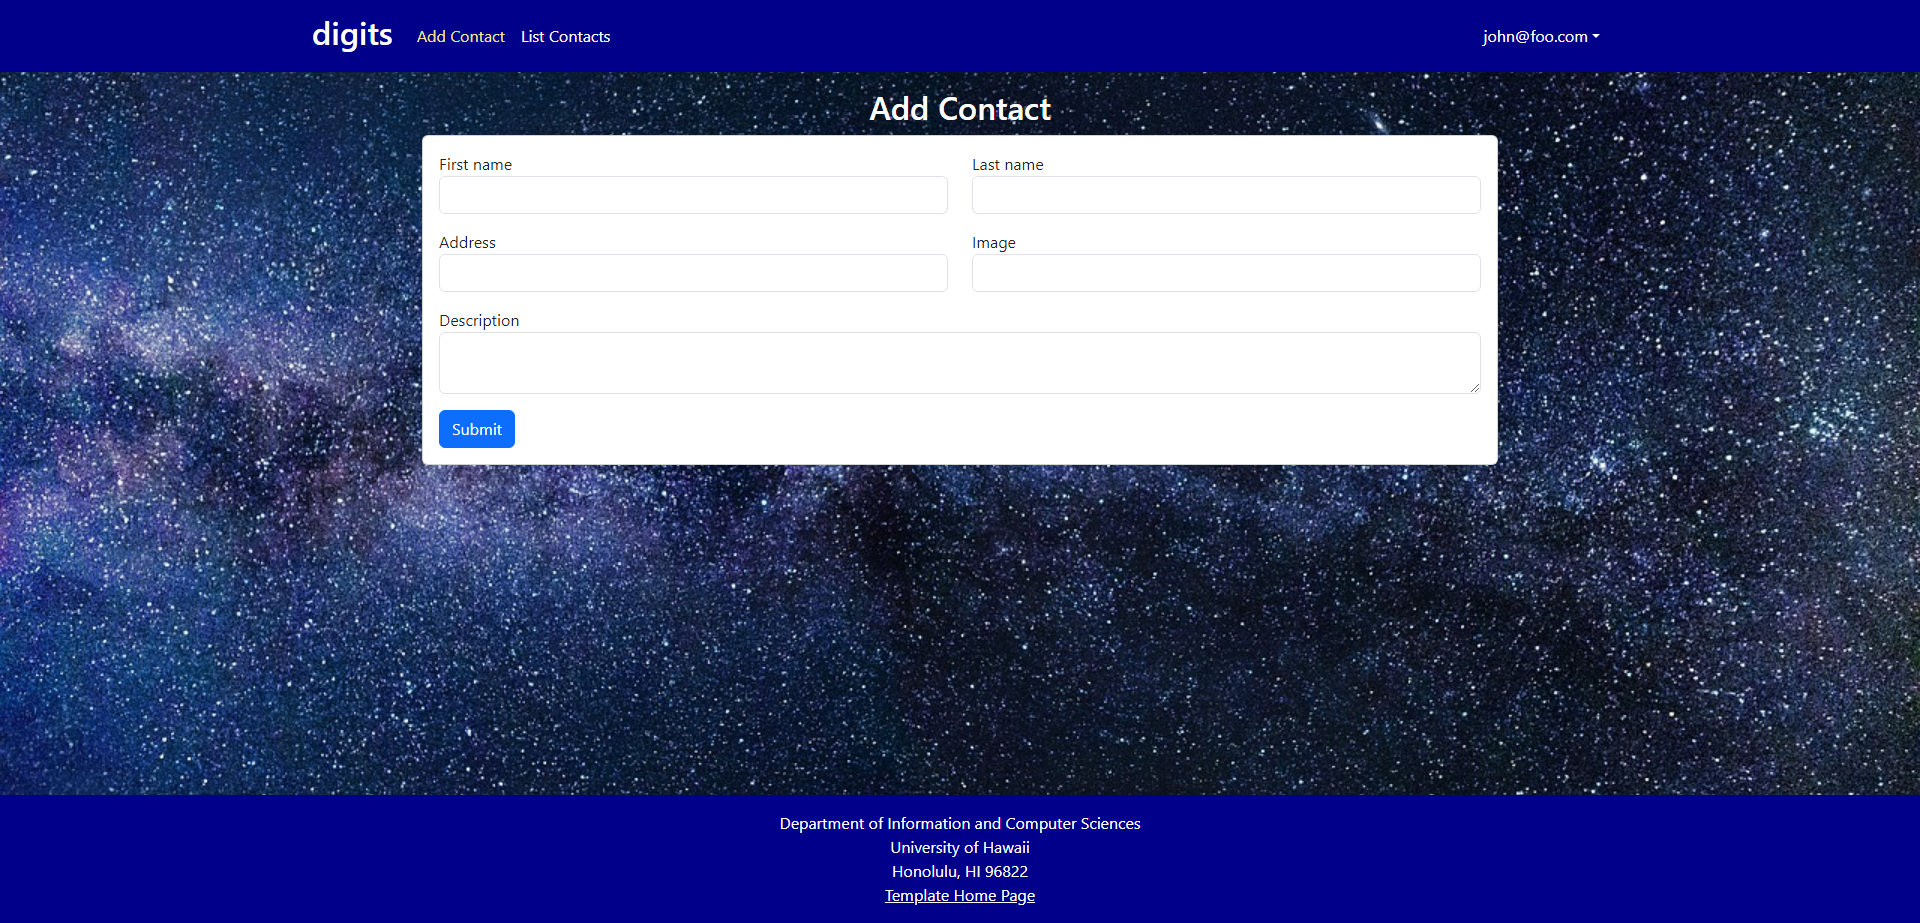 digits Add Contact List Contacts john@foo.com
Add Contact
First name Last name
Address Image
Description
Submit
Department of Information and Computer Sciences
University of Hawaii
Honolulu, HI 96822
Template Home Page